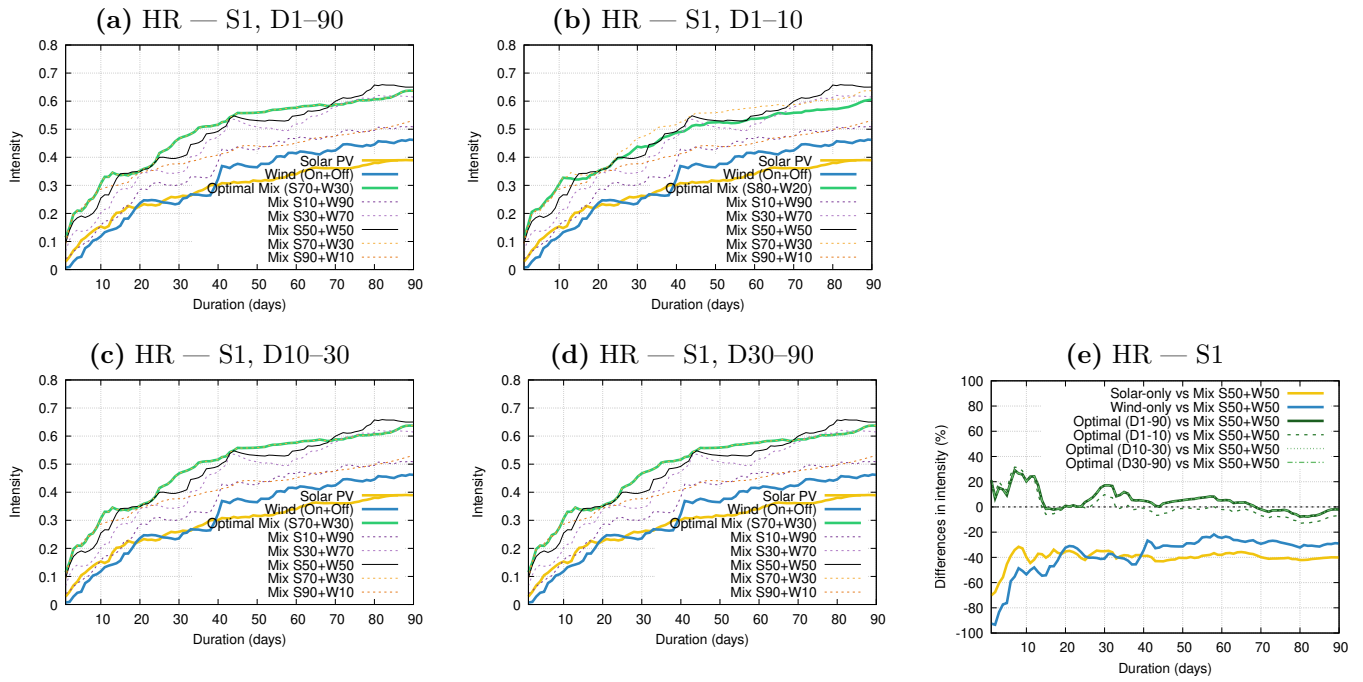 (a) HR — S1, D1–90
0.8
0.7
0.6
0.5
0.4
0.3
0.2
0.1
0
Intensity
Solar PV
Wind (On+Off)
Optimal Mix (S70+W30)
Mix S10+W90
Mix S30+W70
Mix S50+W50
Mix S70+W30
Mix S90+W10
10 20 30 40 50 60 70 80 90
Duration (days)
(b) HR — S1, D1–10
0.8
0.7
0.6
0.5
0.4
0.3
0.2
0.1
0
Intensity
Solar PV
Wind (On+Off)
Optimal Mix (S80+W20)
Mix S10+W90
Mix S30+W70
Mix S50+W50
Mix S70+W30
Mix S90+W10
10 20 30 40 50 60 70 80 90
Duration (days)
(c) HR — S1, D10–30
0.8
0.7
0.6
0.5
0.4
0.3
0.2
0.1
0
Intensity
Solar PV
Wind (On+Off)
Optimal Mix (S70+W30)
Mix S10+W90
Mix S30+W70
Mix S50+W50
Mix S70+W30
Mix S90+W10
10 20 30 40 50 60 70 80 90
Duration (days)
(d) HR — S1, D30–90
0.8
0.7
0.6
0.5
0.4
0.3
0.2
0.1
0
Intensity
Solar PV
Wind (On+Off)
Optimal Mix (S70+W30)
Mix S10+W90
Mix S30+W70
Mix S50+W50
Mix S70+W30
Mix S90+W10
10 20 30 40 50 60 70 80 90
Duration (days)
(e) HR — S1
100
80
60
40
20
0
-20
-40
-60
-80
-100
Differences in intensity (%)
Solar-only vs Mix S50+W50
Wind-only vs Mix S50+W50
Optimal (D1-90) vs Mix S50+W50
Optimal (D1-10) vs Mix S50+W50
Optimal (D10-30) vs Mix S50+W50
Optimal (D30-90) vs Mix S50+W50
10 20 30 40 50 60 70 80 90
Duration (days)